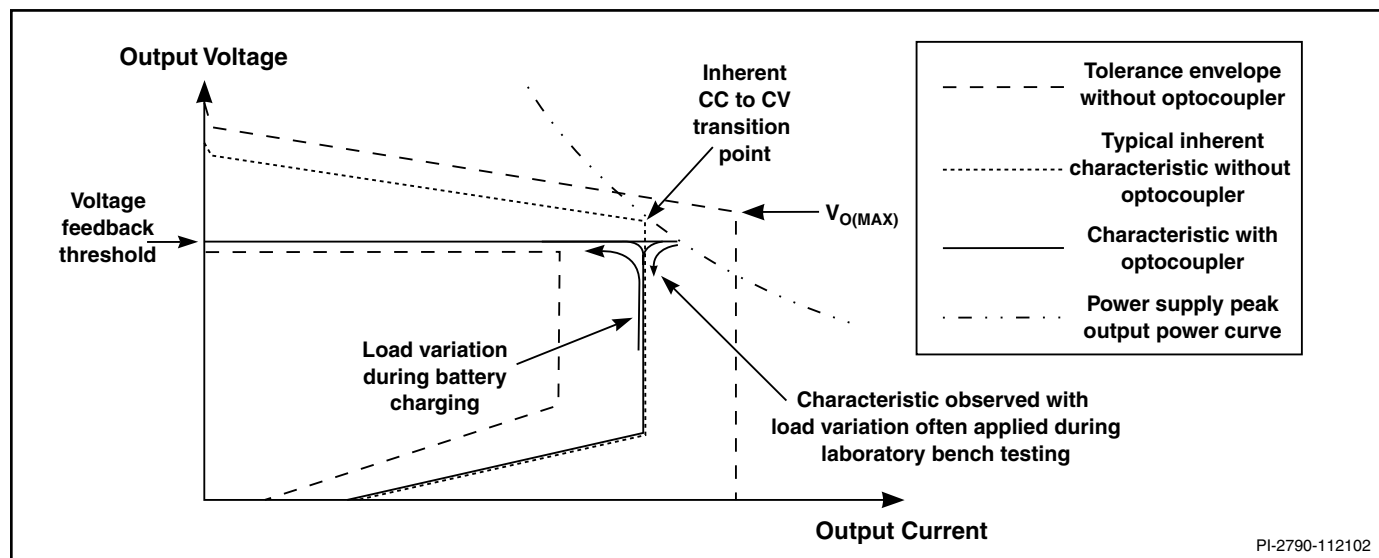 Output Voltage
Inherent
CC to CV
transition
point
Tolerance envelope
without optocoupler
Typical inherent
characteristic without
optocoupler
Characteristic with
optocoupler
Power supply peak
output power curve
Voltage
feedback
threshold
VO(MAX)
Load variation
during battery
charging
Characteristic observed with
load variation often applied during
laboratory bench testing
Output Current
PI-2790-112102